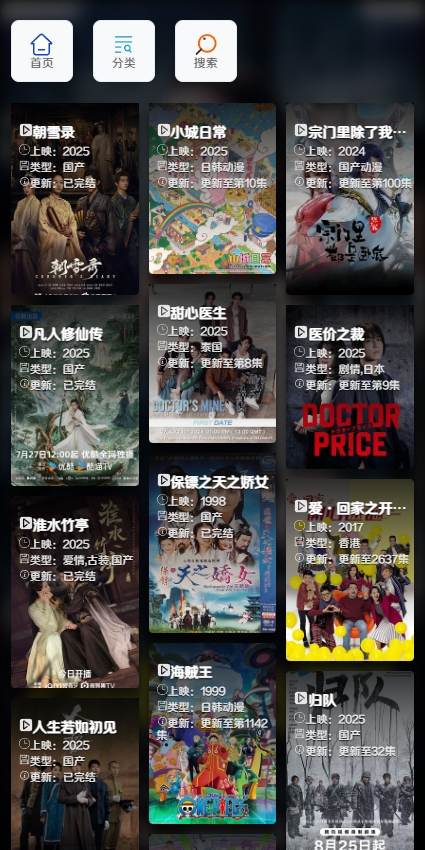 首页
分类
搜索
朝雪录
上映：2025
类型：国产
更新：已完结
小城日常
上映：2025
类型：日韩动漫
更新：更新至第10集
宗门里除了我…
上映：2024
类型：国产动漫
更新：更新至第100集
凡人修仙传
上映：2025
类型：国产
更新：已完结
7月27日12:00起 优酷全网独播
甜心医生
上映：2025
类型：泰国
更新：更新至第8集
DOCTOR'S MINE
FIRST DATE
医价之裁
上映：2025
类型：剧情,日本
更新：更新至第9集
DOCTOR
PRICE
淮水竹亭
上映：2025
类型：爱情,古装,国产
更新：已完结
今日开播
保镖之天之娇女
上映：1998
类型：国产
更新：已完结
天之嬌女
爱·回家之开…
上映：2017
类型：香港
更新：更新至2637集
人生若如初见
上映：2025
类型：国产
更新：已完结
海贼王
上映：1999
类型：日韩动漫
更新：更新至第1142
集
ONE PIECE
归队
上映：2025
类型：国产
更新：更新至32集
8月25日起